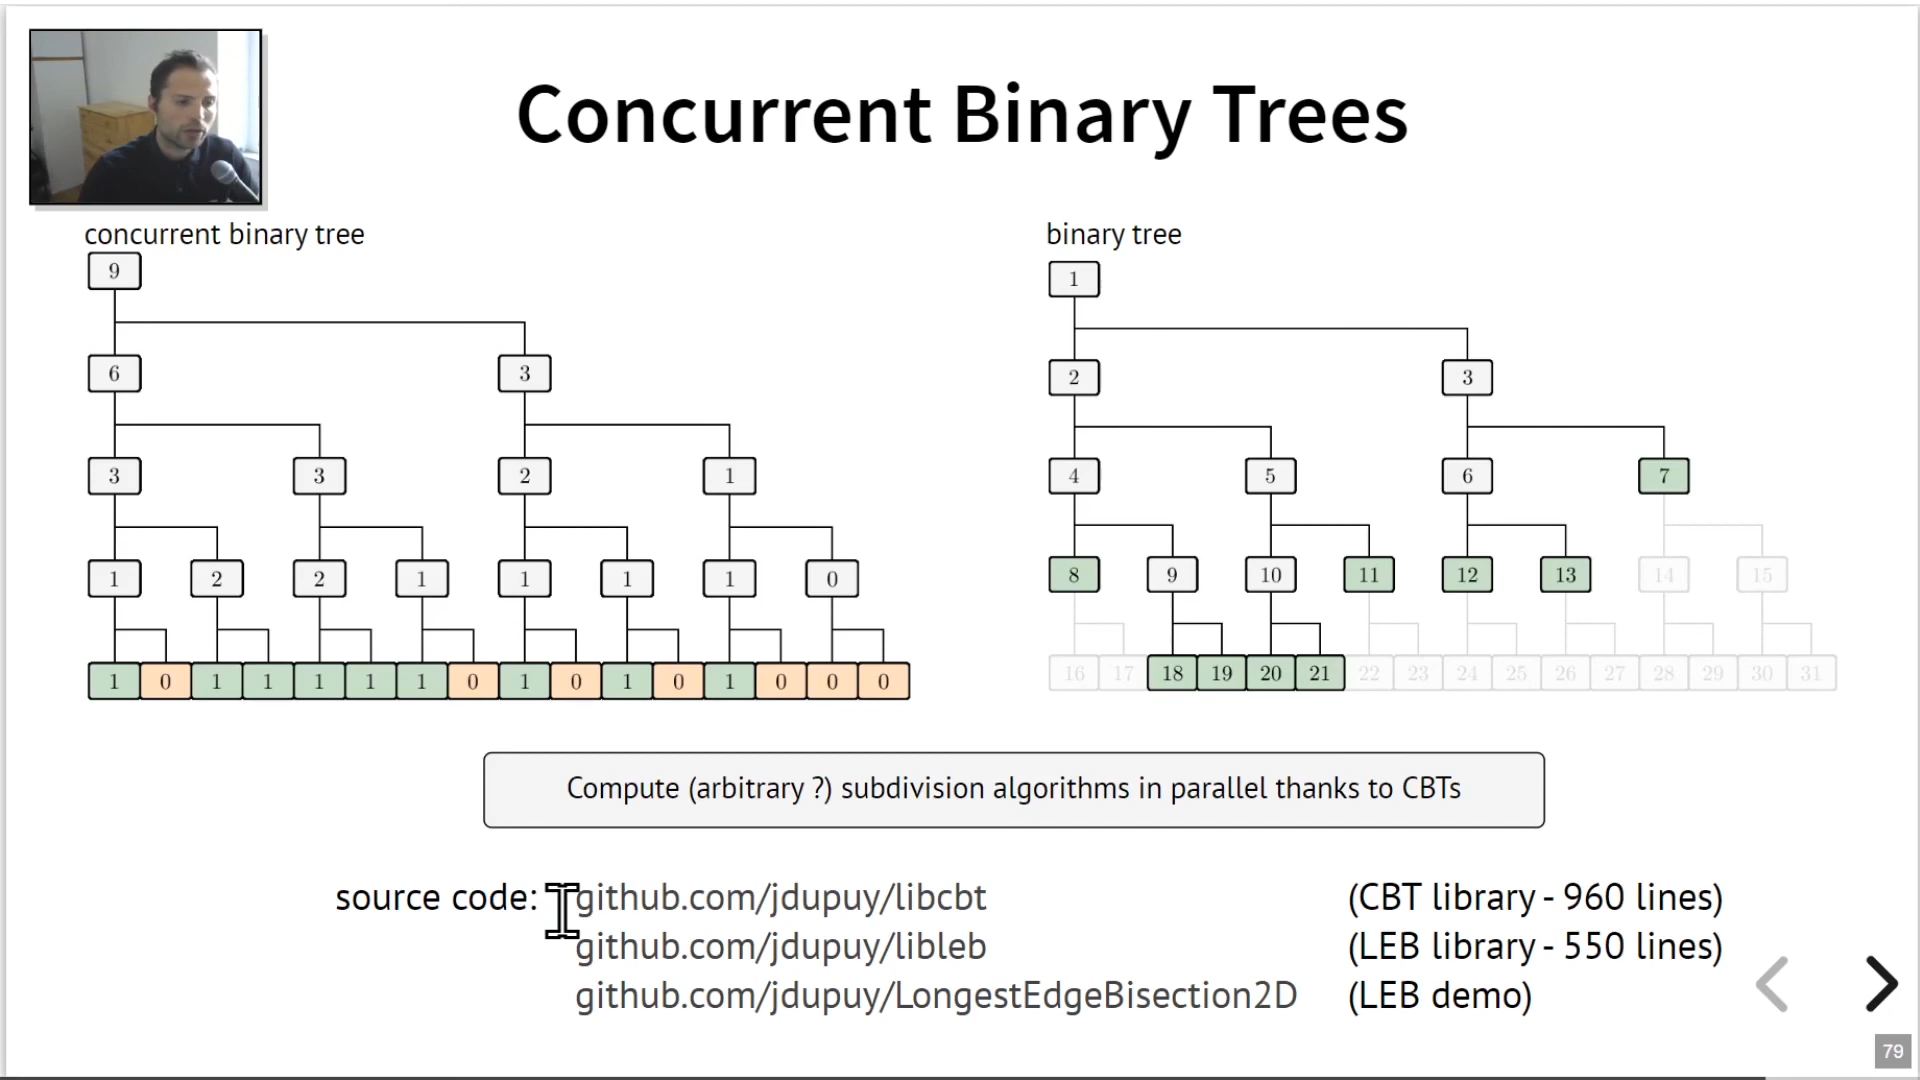 Concurrent Binary Trees
concurrent binary tree
9
6 3
3 3 2 1
1 2 2 1 1 1 1 0
1 0 1 1 1 1 1 0 1 0 1 0 1 0 0 0
binary tree
1
2 3
4 5 6 7
8 9 10 11 12 13 14 15
16 17 18 19 20 21 22 23 24 25 26 27 28 29 30 31
Compute (arbitrary ?) subdivision algorithms in parallel thanks to CBTs
source code: github.com/jdupuy/libcbt (CBT library - 960 lines)
github.com/jdupuy/libleb (LEB library - 550 lines)
github.com/jdupuy/LongestEdgeBisection2D (LEB demo)
79